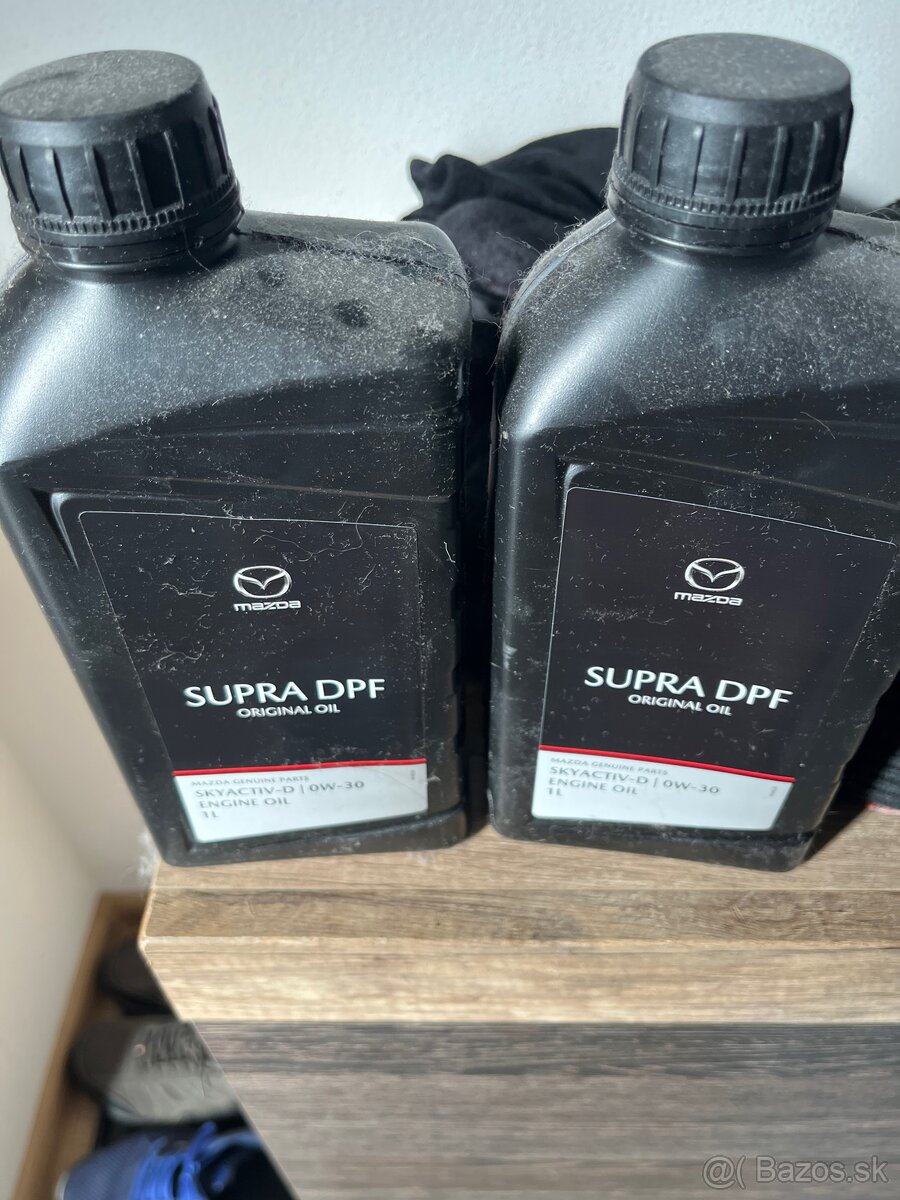 mazda
SUPRA DPF
ORIGINAL OIL
MAZDA GENUINE PARTS
SKYACTIV-D | 0W-30
ENGINE OIL
1L
mazda
SUPRA DPF
ORIGINAL OIL
MAZDA GENUINE PARTS
SKYACTIV-D | 0W-30
ENGINE OIL
1L
@( Bazos.sk